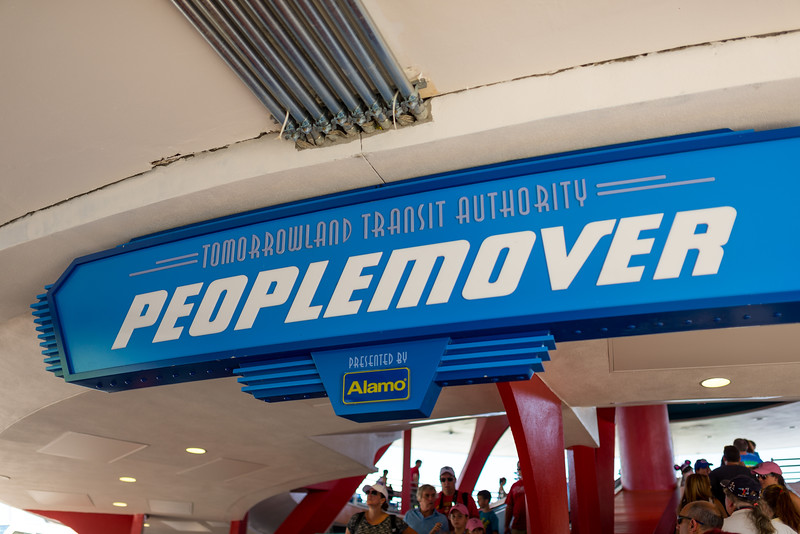 TOMORROWLAND TRANSIT AUTHORITY
PEOPLEMOVER
PRESENTED BY
Alamo